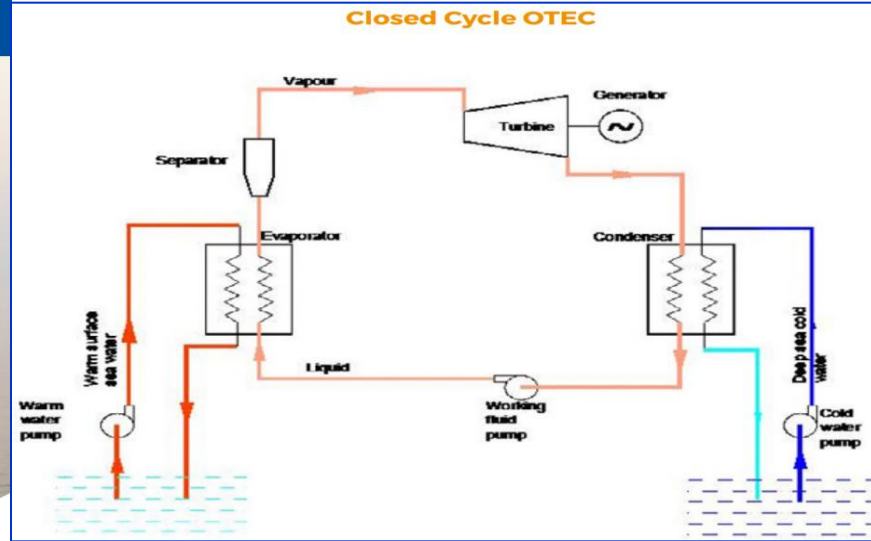 Closed Cycle OTEC
Vapour
Generator
Turbine
Separator
Evaporator
Condenser
Warm surface
sea water
Deep sea cold
water
Liquid
Warm
water
pump
Working
fluid
pump
Cold
water
pump